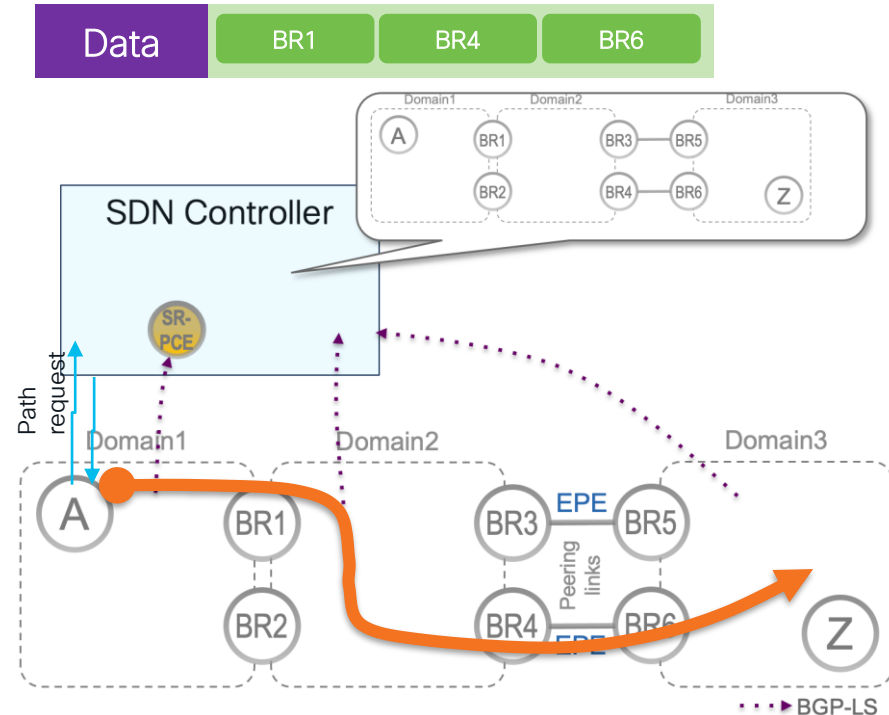 Data BR1 BR4 BR6
Domain1 Domain2 Domain3
A BR1 BR3 BR5
BR2 BR4 BR6 Z
SDN Controller
SR-
PCE
Path
request
Domain1 Domain2 Domain3
A BR1 BR3 EPE BR5
Peering
links
BR2 BR4 EPE BR6 Z
BGP-LS